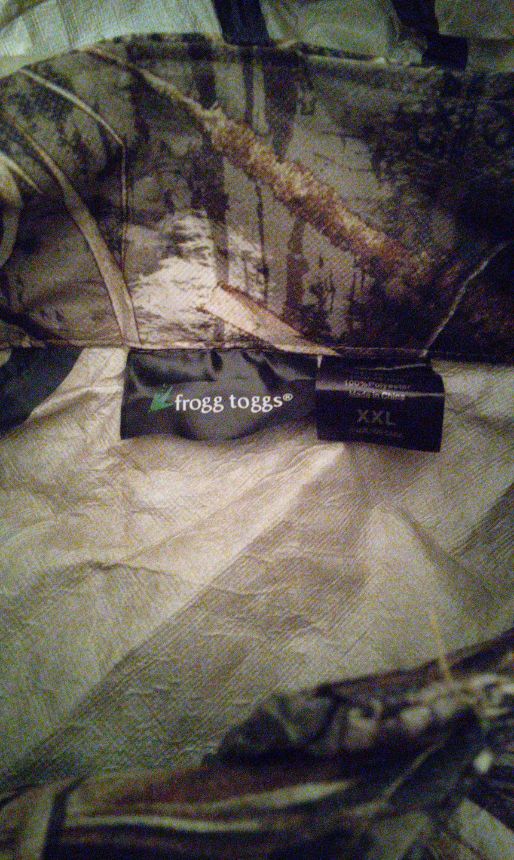 frogg toggs®
100% Polyester
Made in China
XXL